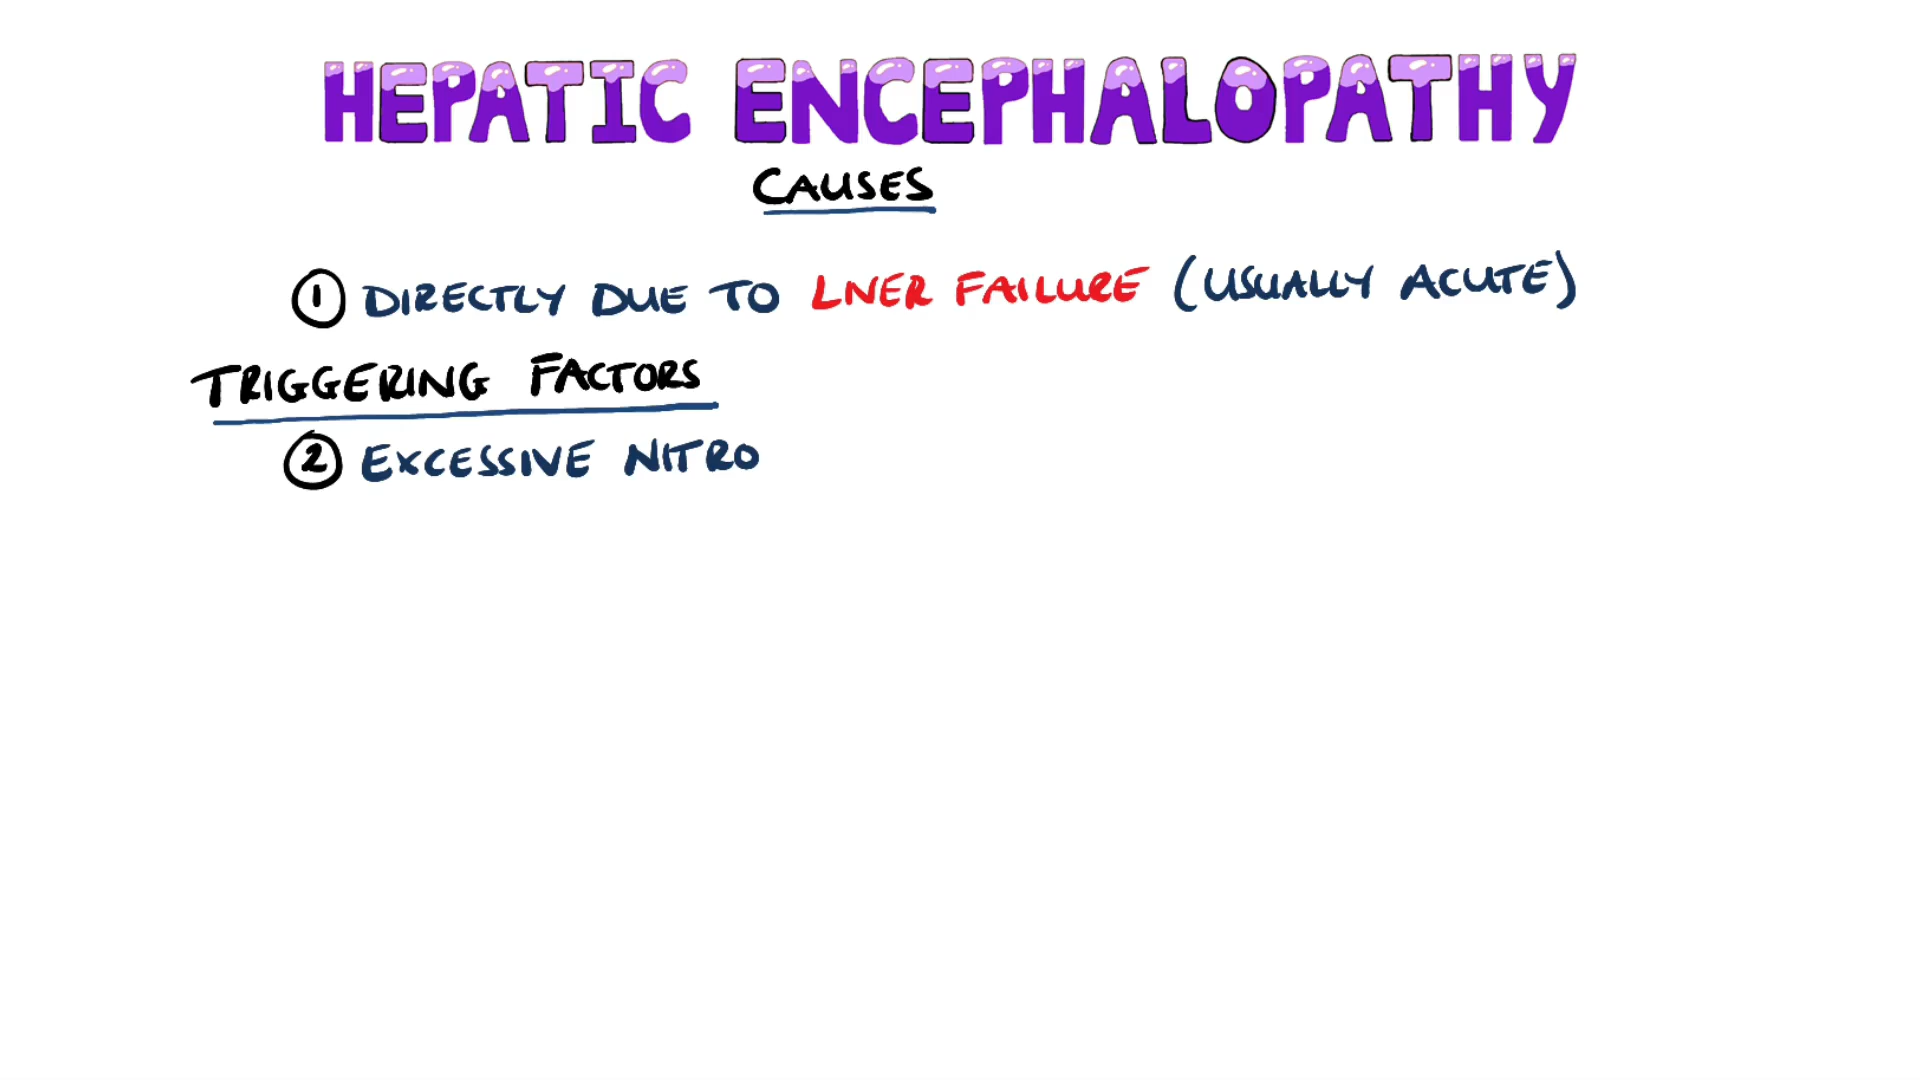 HEPATIC ENCEPHALOPATHY
CAUSES
① DIRECTLY DUE TO LIVER FAILURE (USUALLY ACUTE)
TRIGGERING FACTORS
② EXCESSIVE NITRO